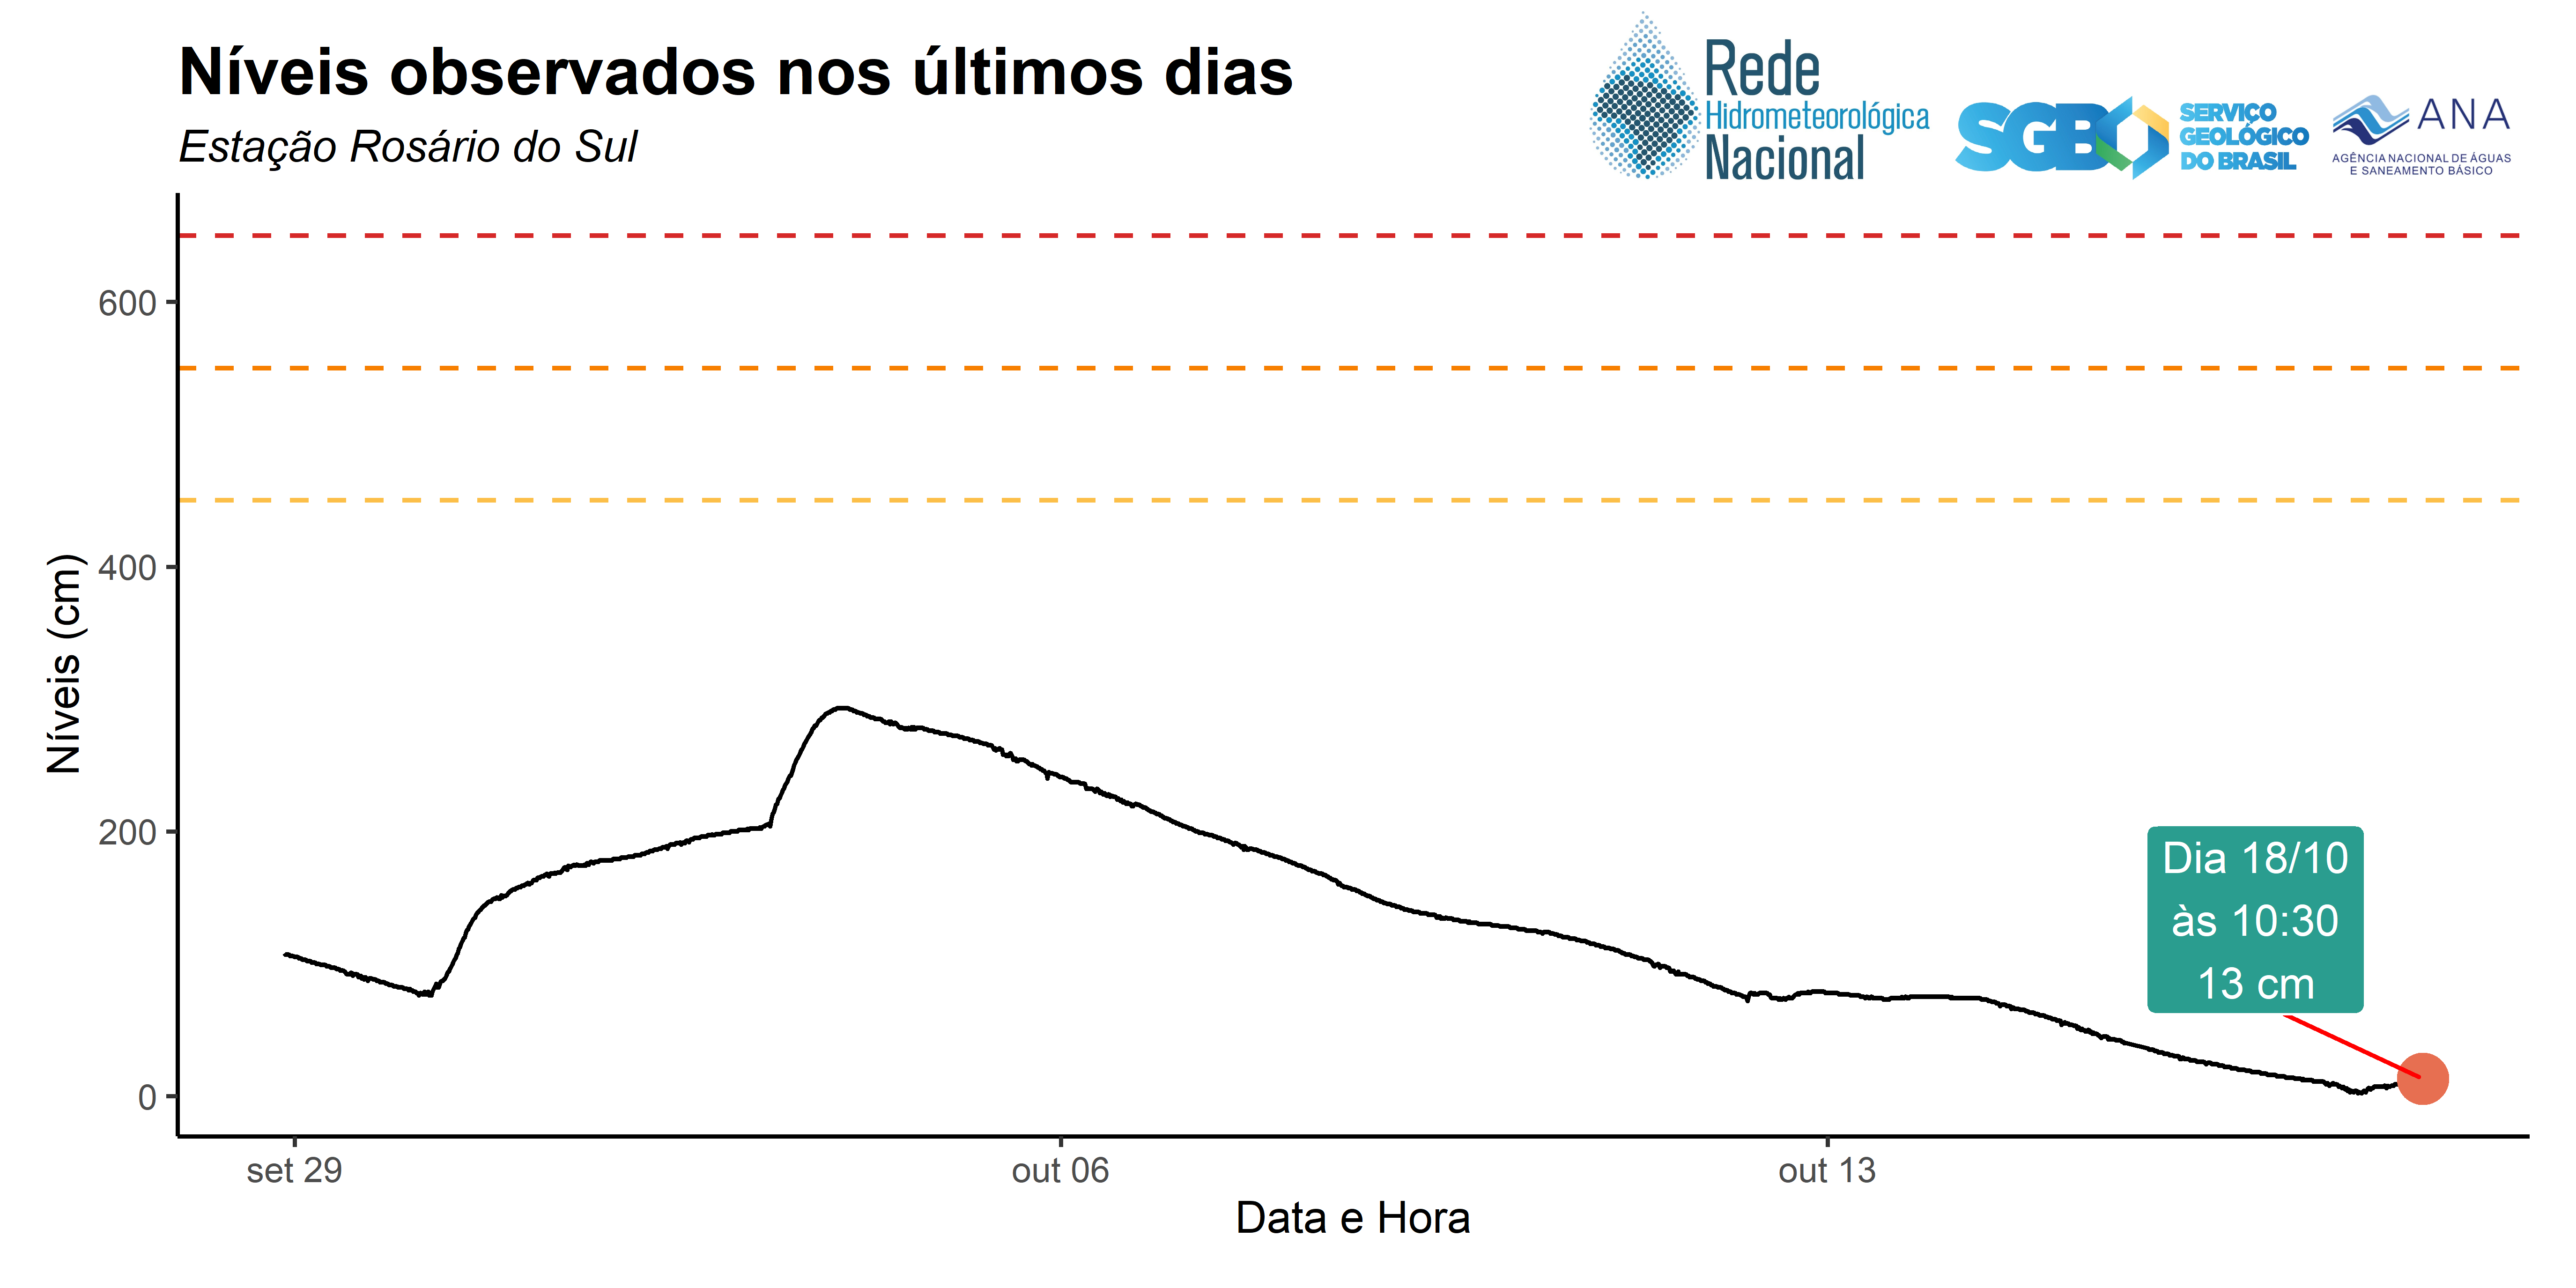 Níveis observados nos últimos dias
Estação Rosário do Sul
Rede
Hidrometeorológica
Nacional
SGB
SERVIÇO
GEOLÓGICO
DO BRASIL
ANA
AGÊNCIA NACIONAL DE ÁGUAS
E SANEAMENTO BÁSICO
Níveis (cm)
600
400
200
0
Dia 18/10
às 10:30
13 cm
set 29
out 06
out 13
Data e Hora